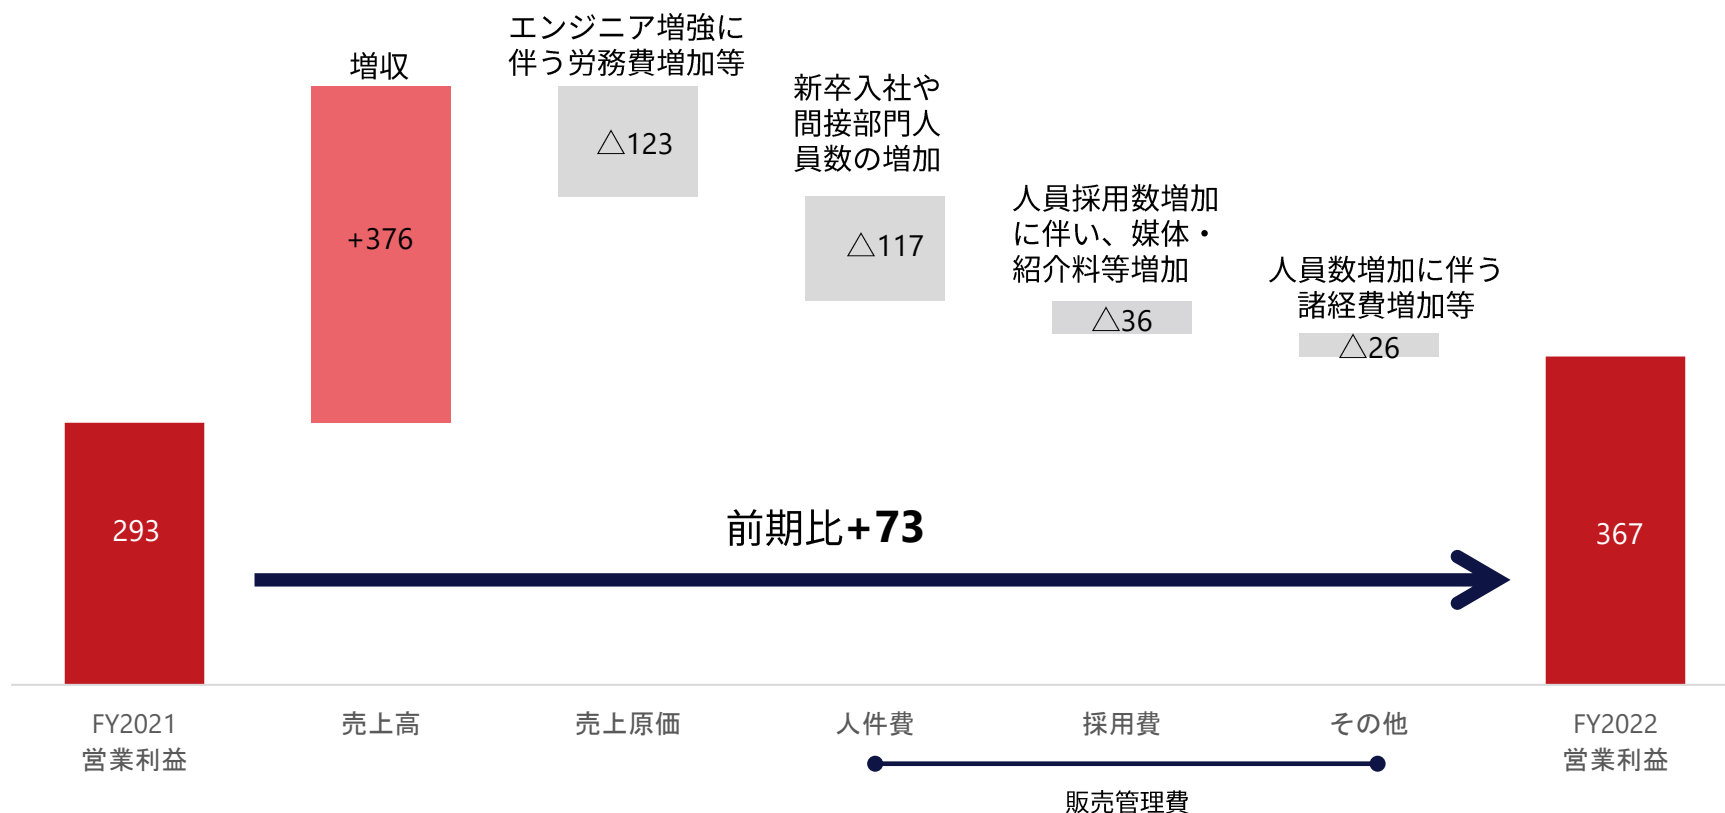 増収
+376
エンジニア増強に
伴う労務費増加等
△123
新卒入社や
間接部門人
員数の増加
△117
人員採用数増加
に伴い、媒体・
紹介料等増加
△36
人員数増加に伴う
諸経費増加等
△26
293
前期比+73
367
FY2021
営業利益
売上高
売上原価
人件費
採用費
その他
FY2022
営業利益
販売管理費